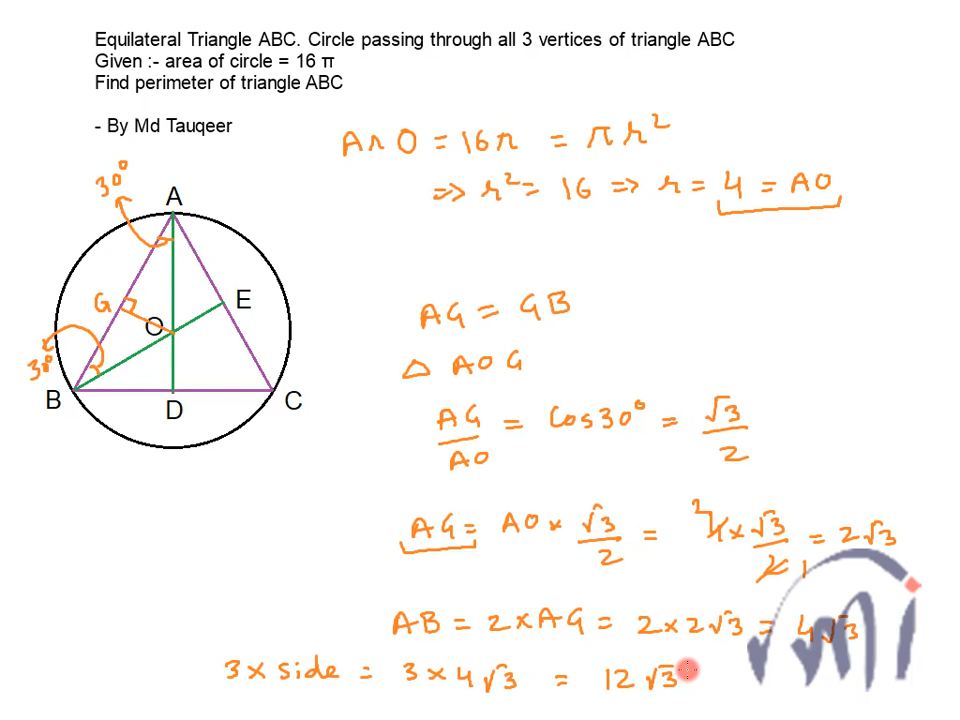 Equilateral Triangle ABC. Circle passing through all 3 vertices of triangle ABC
Given :- area of circle = 16 π
Find perimeter of triangle ABC
- By Md Tauqeer
Ar O = 16π = πr²
=> r² = 16 => r = 4 = AO
30°
A
G
E
O
30°
B
D
C
AG = GB
△ AOG
AG/AO = Cos30° = √3/2
AG = AO × √3/2 = 4 2 × √3/2 1 = 2√3
AB = 2×AG = 2×2√3 = 4√3
3 × side = 3 × 4√3 = 12√3